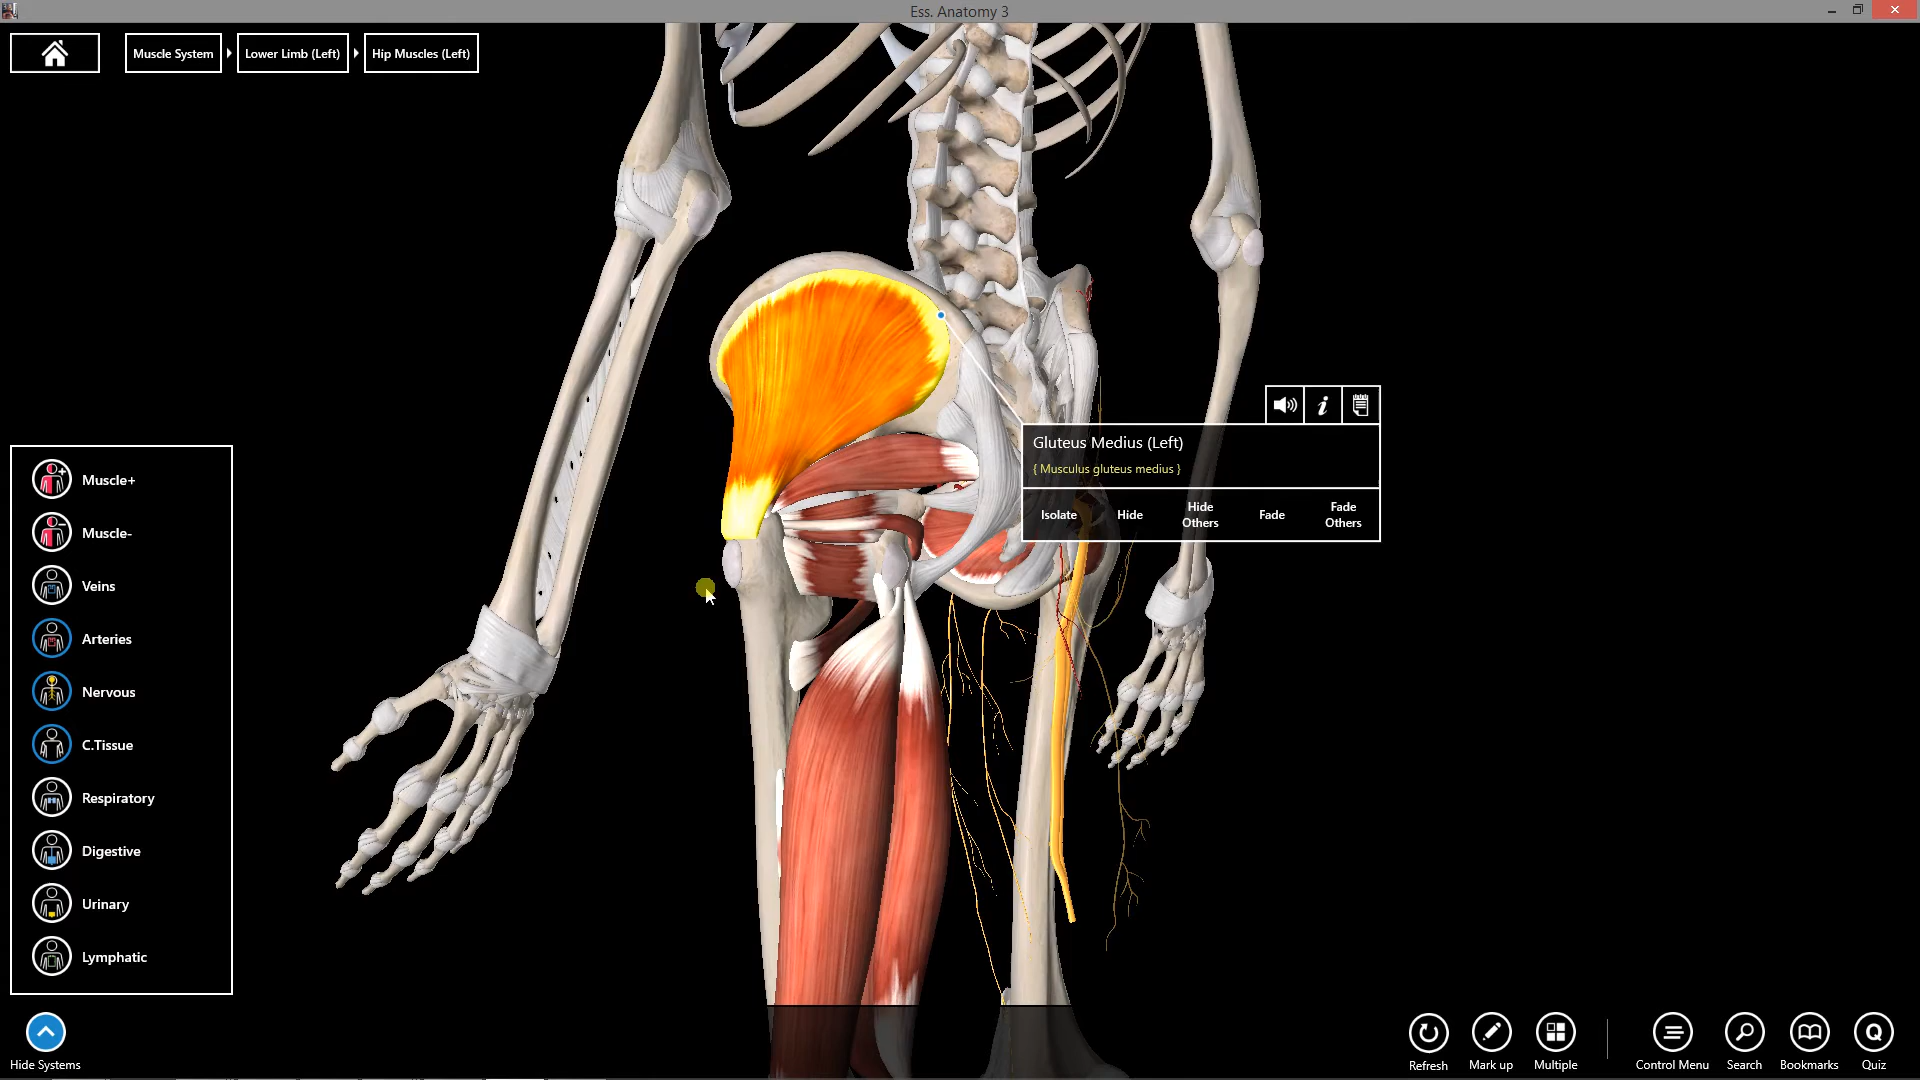 Ess. Anatomy 3
Muscle System
Lower Limb (Left)
Hip Muscles (Left)
Gluteus Medius (Left)
{ Musculus gluteus medius }
Isolate
Hide
Hide
Others
Fade
Fade
Others
Muscle+
Muscle-
Veins
Arteries
Nervous
C.Tissue
Respiratory
Digestive
Urinary
Lymphatic
Hide Systems
Refresh
Mark up
Multiple
Control Menu
Search
Bookmarks
Q
Quiz